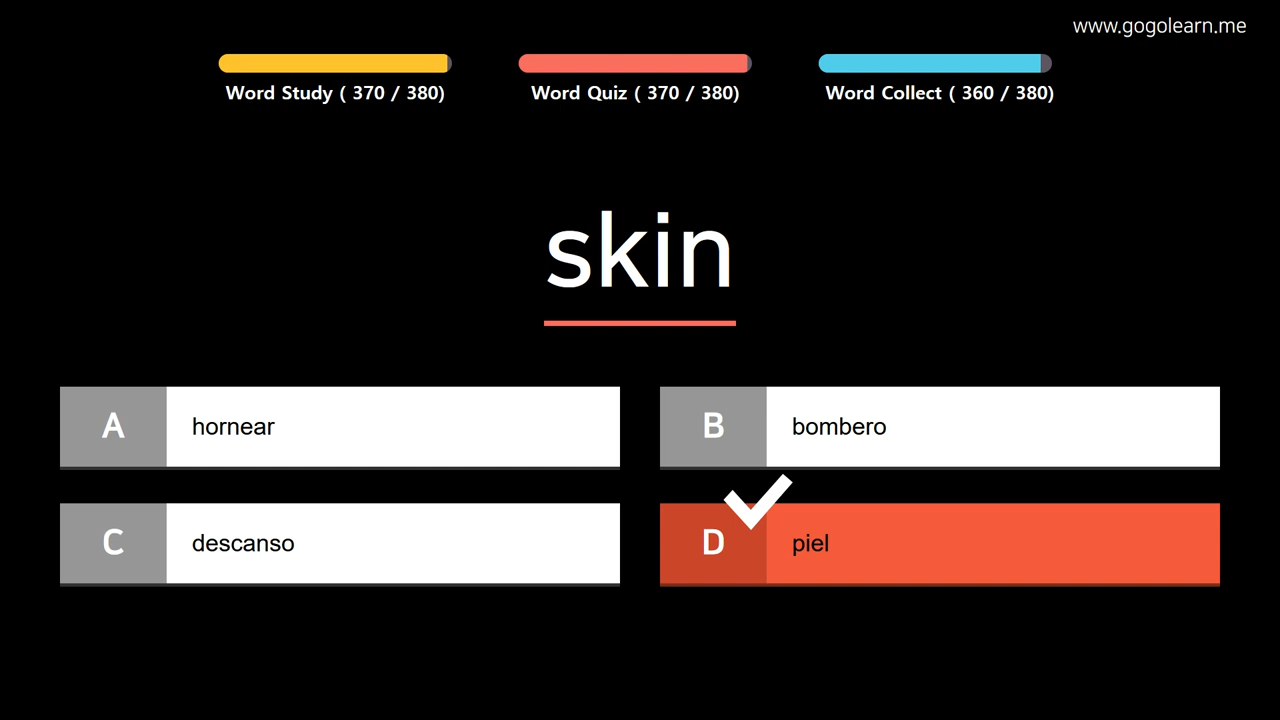 www.gogolearn.me
Word Study ( 370 / 380)
Word Quiz ( 370 / 380)
Word Collect ( 360 / 380)
skin
A hornear
B bombero
C descanso
D piel